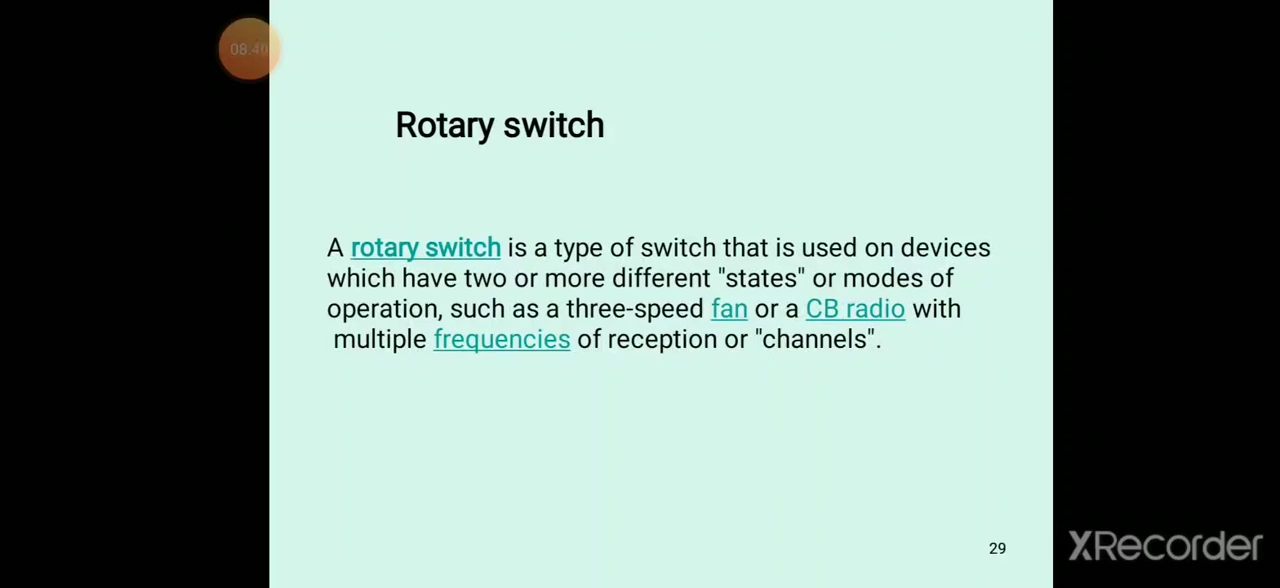 08:40
Rotary switch
A rotary switch is a type of switch that is used on devices
which have two or more different "states" or modes of
operation, such as a three-speed fan or a CB radio with
multiple frequencies of reception or "channels".
29
XRecorder